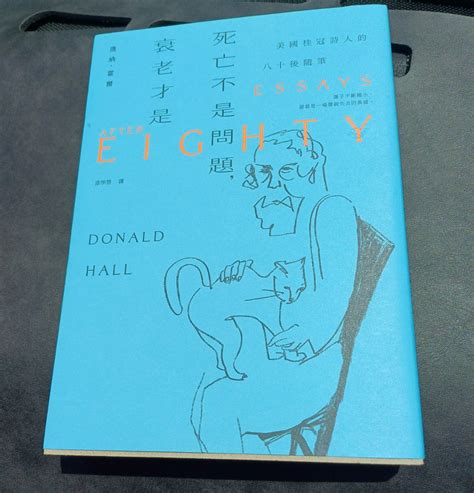 美國桂冠詩人的
八十後隨筆
死亡不是問題，
衰老才是
唐納·霍爾
ESSAYS
AFTER
EIGHTY
DONALD
HALL